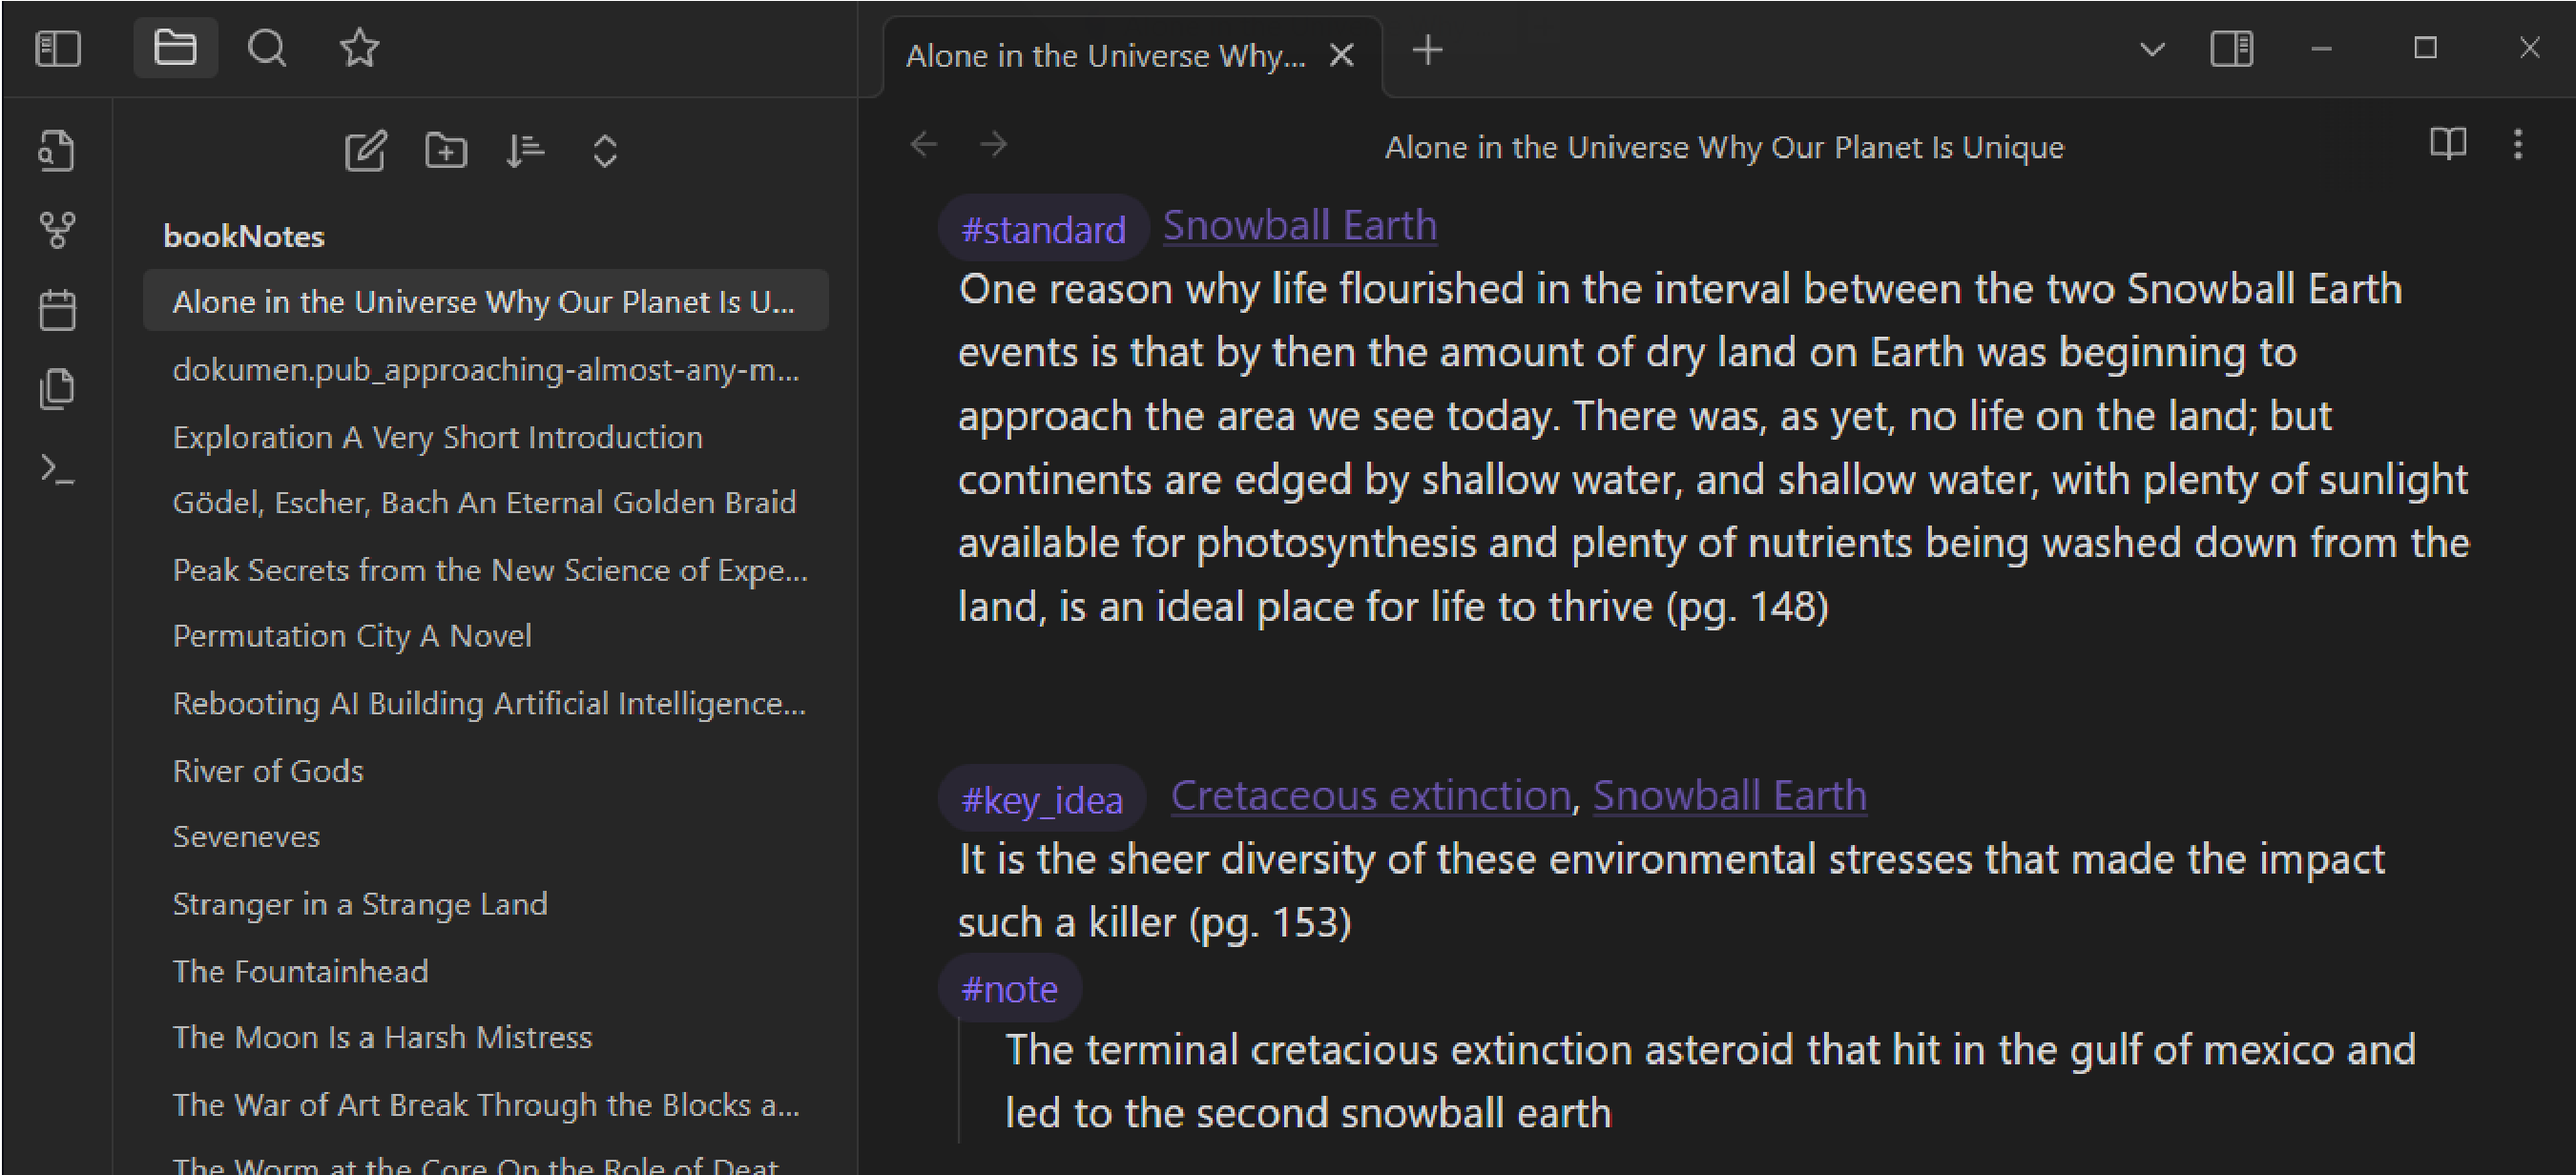 Alone in the Universe Why...
bookNotes
Alone in the Universe Why Our Planet Is U...
dokumen.pub_approaching-almost-any-m...
Exploration A Very Short Introduction
Gödel, Escher, Bach An Eternal Golden Braid
Peak Secrets from the New Science of Expe...
Permutation City A Novel
Rebooting AI Building Artificial Intelligence...
River of Gods
Seveneves
Stranger in a Strange Land
The Fountainhead
The Moon Is a Harsh Mistress
The War of Art Break Through the Blocks a...
The Worm at the Core On the Role of Deat
Alone in the Universe Why Our Planet Is Unique
#standard Snowball Earth
One reason why life flourished in the interval between the two Snowball Earth
events is that by then the amount of dry land on Earth was beginning to
approach the area we see today. There was, as yet, no life on the land; but
continents are edged by shallow water, and shallow water, with plenty of sunlight
available for photosynthesis and plenty of nutrients being washed down from the
land, is an ideal place for life to thrive (pg. 148)
#key_idea Cretaceous extinction, Snowball Earth
It is the sheer diversity of these environmental stresses that made the impact
such a killer (pg. 153)
#note
The terminal cretacious extinction asteroid that hit in the gulf of mexico and
led to the second snowball earth